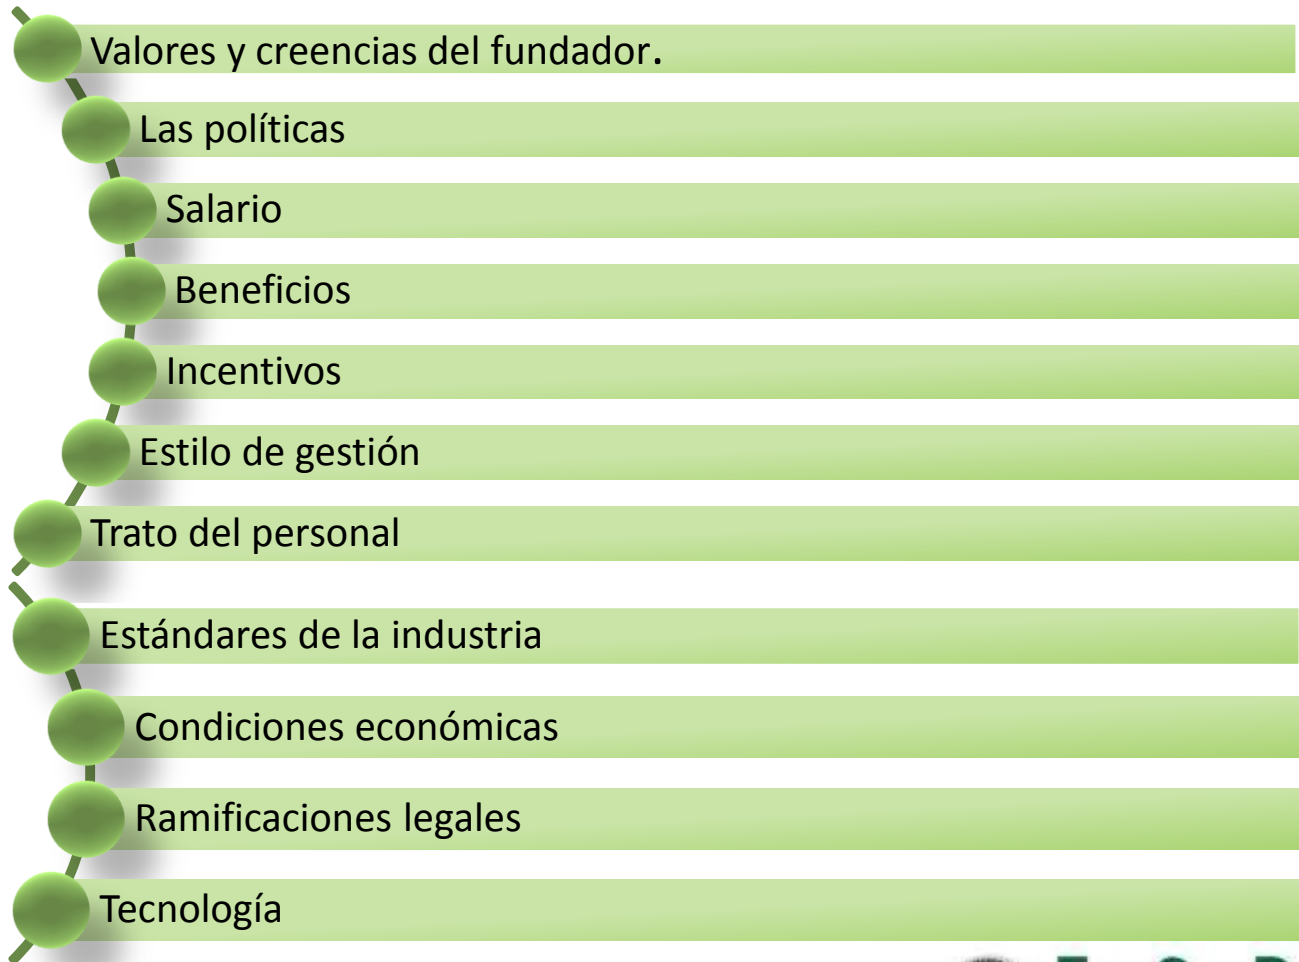 Valores y creencias del fundador.
Las políticas
Salario
Beneficios
Incentivos
Estilo de gestión
Trato del personal
Estándares de la industria
Condiciones económicas
Ramificaciones legales
Tecnología